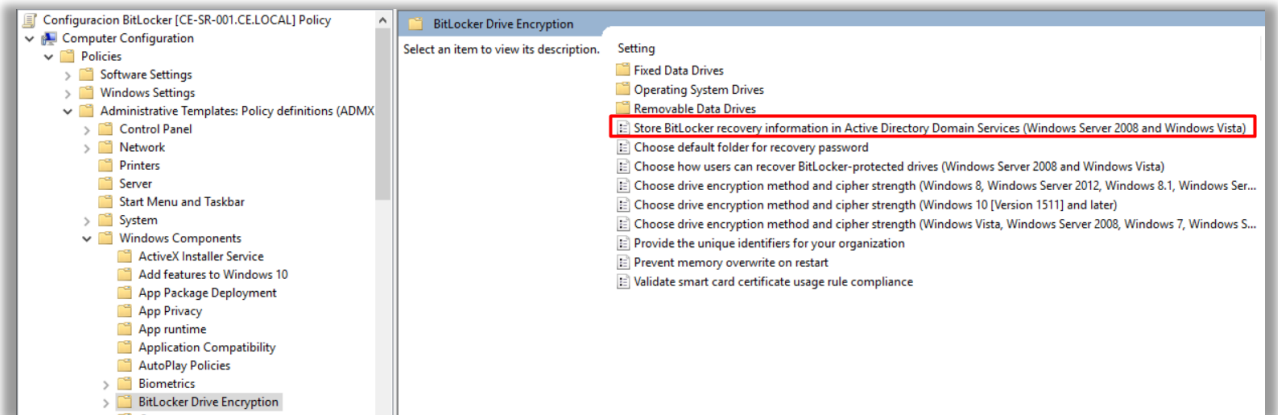 Configuracion BitLocker [CE-SR-001.CE.LOCAL] Policy
Computer Configuration
Policies
Software Settings
Windows Settings
Administrative Templates: Policy definitions (ADMX
Control Panel
Network
Printers
Server
Start Menu and Taskbar
System
Windows Components
ActiveX Installer Service
Add features to Windows 10
App Package Deployment
App Privacy
App runtime
Application Compatibility
AutoPlay Policies
Biometrics
BitLocker Drive Encryption
BitLocker Drive Encryption
Select an item to view its description.
Setting
Fixed Data Drives
Operating System Drives
Removable Data Drives
Store BitLocker recovery information in Active Directory Domain Services (Windows Server 2008 and Windows Vista)
Choose default folder for recovery password
Choose how users can recover BitLocker-protected drives (Windows Server 2008 and Windows Vista)
Choose drive encryption method and cipher strength (Windows 8, Windows Server 2012, Windows 8.1, Windows Ser...
Choose drive encryption method and cipher strength (Windows 10 [Version 1511] and later)
Choose drive encryption method and cipher strength (Windows Vista, Windows Server 2008, Windows 7, Windows S...
Provide the unique identifiers for your organization
Prevent memory overwrite on restart
Validate smart card certificate usage rule compliance